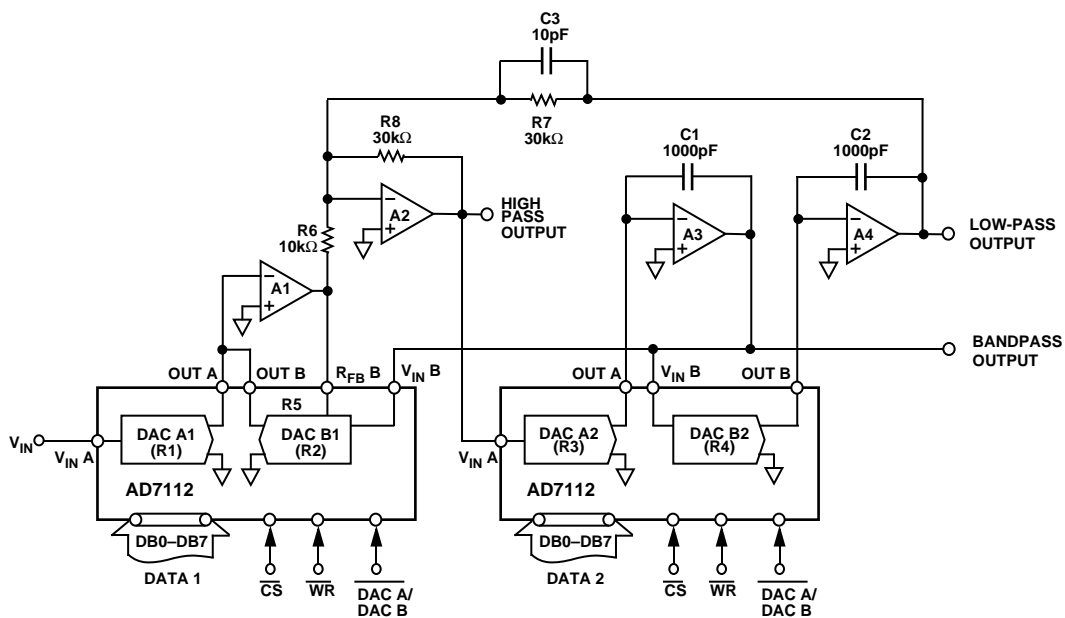 C3
10pF
R7
30kΩ
R8
30kΩ
C1
1000pF
C2
1000pF
A2
HIGH
PASS
OUTPUT
A3
A4
LOW-PASS
OUTPUT
R6
10kΩ
A1
BANDPASS
OUTPUT
OUT A
OUT B
RFB B
VIN B
OUT A
VIN B
OUT B
R5
VIN
VIN A
DAC A1
(R1)
DAC B1
(R2)
VIN A
DAC A2
(R3)
DAC B2
(R4)
AD7112
AD7112
DB0–DB7
DATA 1
CS
WR
DAC A/
DAC B
DB0–DB7
DATA 2
CS
WR
DAC A/
DAC B